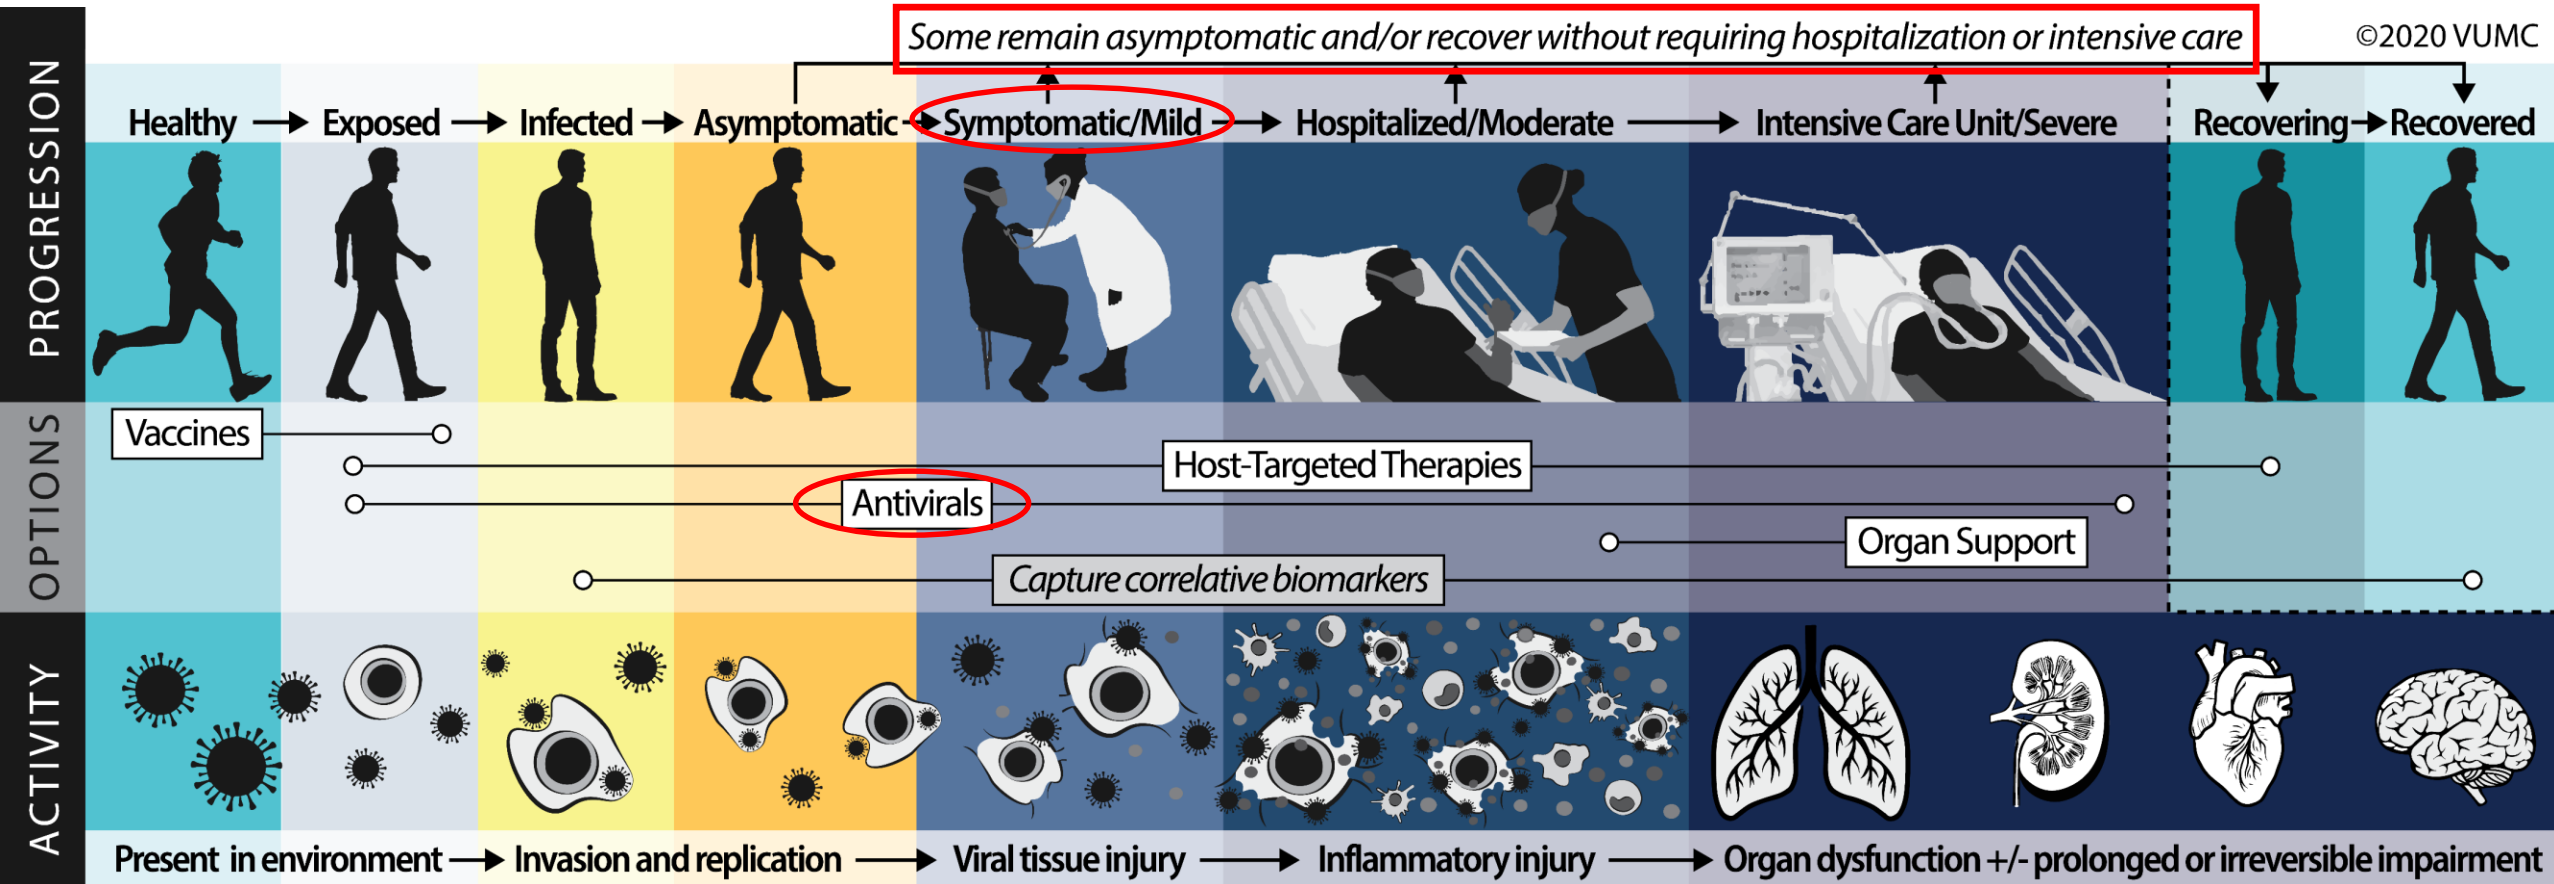 Some remain asymptomatic and/or recover without requiring hospitalization or intensive care
©2020 VUMC
PROGRESSION
Healthy
Exposed
Infected
Asymptomatic
Symptomatic/Mild
Hospitalized/Moderate
Intensive Care Unit/Severe
Recovering
Recovered
OPTIONS
Vaccines
Host-Targeted Therapies
Antivirals
Organ Support
Capture correlative biomarkers
ACTIVITY
Present in environment
Invasion and replication
Viral tissue injury
Inflammatory injury
Organ dysfunction +/- prolonged or irreversible impairment